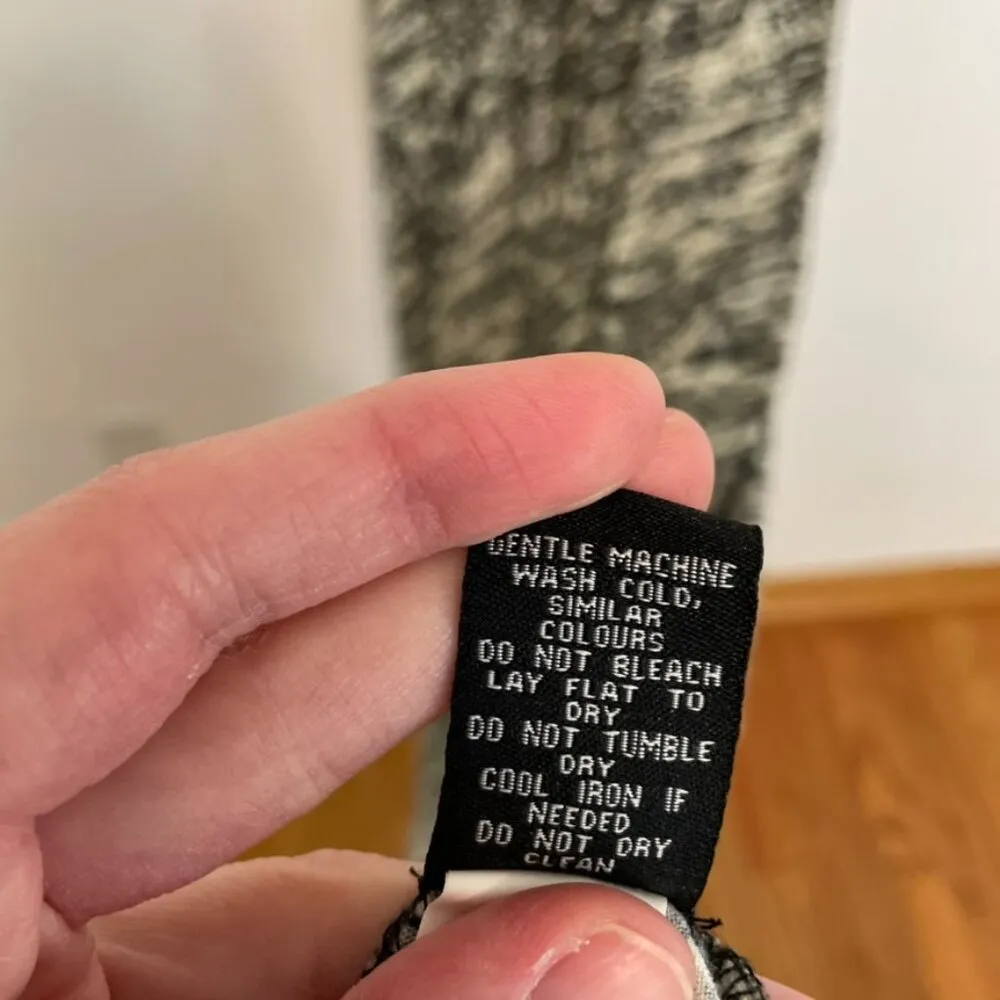 GENTLE MACHINE
WASH COLD,
SIMILAR
COLOURS
DO NOT BLEACH
LAY FLAT TO
DRY
DO NOT TUMBLE
DRY
COOL IRON IF
NEEDED
DO NOT DRY
CLEAN